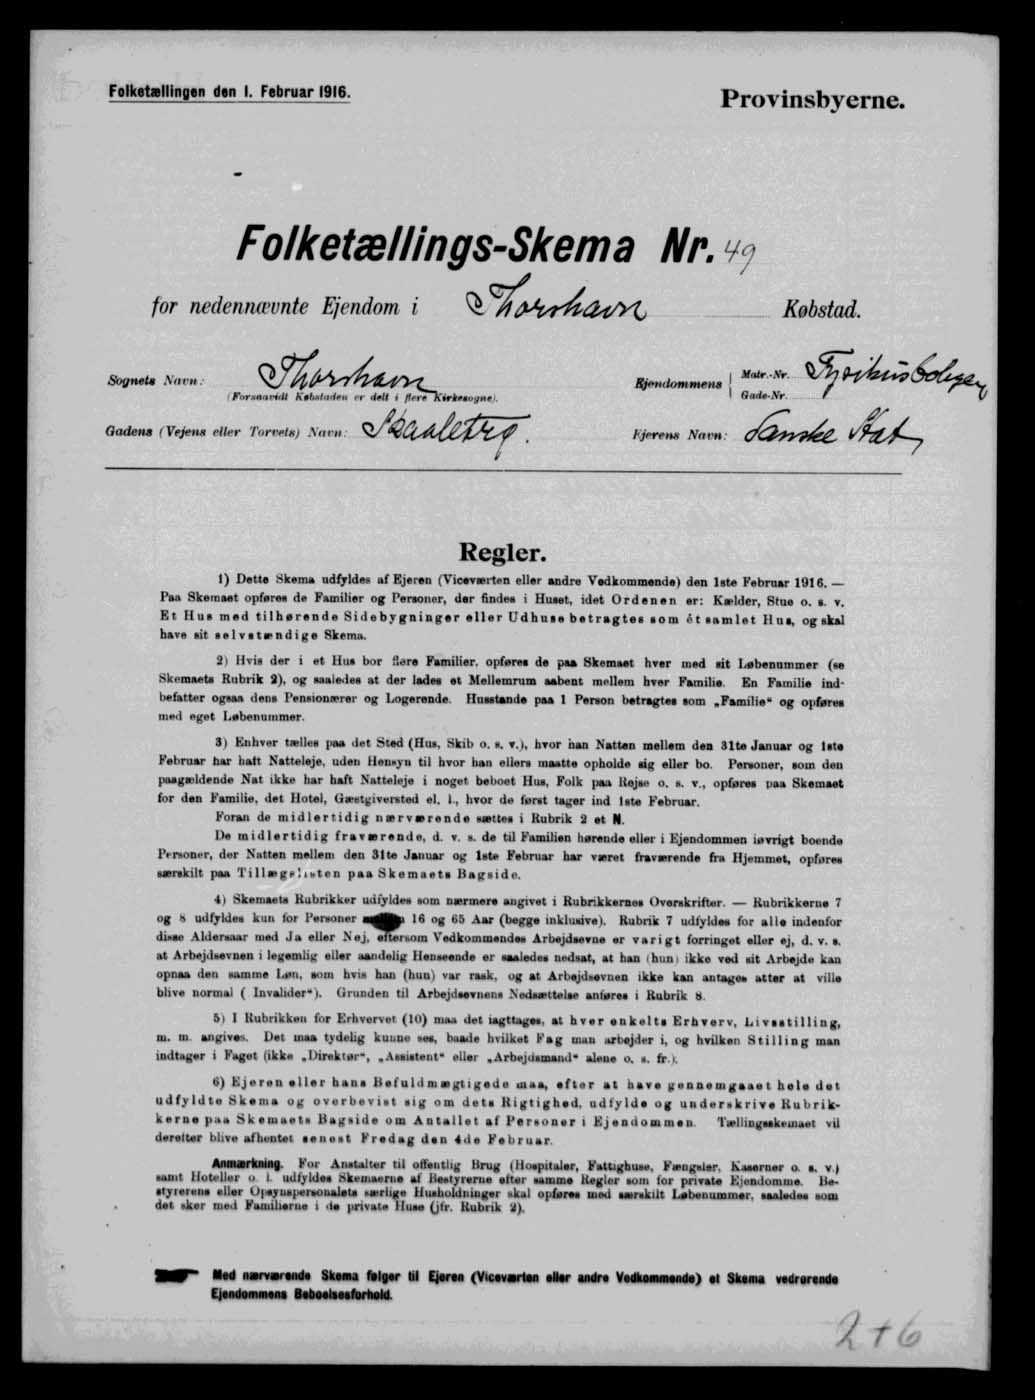 Folketællingen den 1. Februar 1916.
Provinsbyerne.
Folketællings-Skema Nr. 49
for nedennævnte Ejendom i Thorshavn Købstad.
Sognets Navn: Thorshavn
(Forsaavidt Købstaden er delt i flere Kirkesogne).
Ejendommens Matr.-Nr. Fysikusboligen
Gade-Nr.
Gadens (Vejens eller Torvets) Navn: Skaaletrø.
Ejerens Navn: Danske Stat
Regler.
1) Dette Skema udfyldes af Ejeren (Viceværten eller andre Vedkommende) den 1ste Februar 1916. —
Paa Skemaet opføres de Familier og Personer, der findes i Huset, idet Ordenen er: Kælder, Stue o. s. v.
Et Hus med tilhørende Sidebygninger eller Udhuse betragtes som ét samlet Hus, og skal
have sit selvstændige Skema.
2) Hvis der i et Hus bor flere Familier, opføres de paa Skemaet hver med sit Løbenummer (se
Skemaets Rubrik 2), og saaledes at der lades et Mellemrum aabent mellem hver Familie. En Familie ind-
befatter ogsaa dens Pensionærer og Logerende. Husstande paa 1 Person betragtes som „Familie“ og opføres
med eget Løbenummer.
3) Enhver tælles paa det Sted (Hus, Skib o. s. v.), hvor han Natten mellem den 31te Januar og 1ste
Februar har haft Natteleje, uden Hensyn til hvor han ellers maatte opholde sig eller bo. Personer, som den
paagældende Nat ikke har haft Natteleje i noget beboet Hus, Folk paa Rejse o. s. v., opføres paa Skemaet
for den Familie, det Hotel, Gæstgiversted el. l., hvor de først tager ind 1ste Februar.
Foran de midlertidig nærværende sættes i Rubrik 2 et N.
De midlertidig fraværende, d. v. s. de til Familien hørende eller i Ejendommen iøvrigt boende
Personer, der Natten mellem den 31te Januar og 1ste Februar har været fraværende fra Hjemmet, opføres
særskilt paa Tillægslisten paa Skemaets Bagside.
4) Skemaets Rubrikker udfyldes som nærmere angivet i Rubrikkernes Overskrifter. — Rubrikkerne 7
og 8 udfyldes kun for Personer mellem 16 og 65 Aar (begge inklusive). Rubrik 7 udfyldes for alle indenfor
disse Aldersaar med Ja eller Nej, eftersom Vedkommendes Arbejdsevne er varigt forringet eller ej, d. v. s.
at Arbejdsevnen i legemlig eller aandelig Henseende er saaledes nedsat, at han (hun) ikke ved sit Arbejde kan
opnaa den samme Løn, som hvis han (hun) var rask, og at Arbejdsevnen ikke kan antages atter at ville
blive normal ( Invalider“). Grunden til Arbejdsevnens Nedsættelse anføres i Rubrik 8.
5) I Rubrikken for Erhvervet (10) maa det iagttages, at hver enkelts Erhverv, Livsstilling,
m. m. angives. Det maa tydelig kunne ses, baade hvilket Fag man arbejder i, og hvilken Stilling man
indtager i Faget (ikke „Direktør“, „Assistent“ eller „Arbejdsmand“ alene o. s. fr.).
6) Ejeren eller hans Befuldmægtigede maa, efter at have gennemgaaet hele det
udfyldte Skema og overbevist sig om dets Rigtighed, udfylde og underskrive Rubrik-
kerne paa Skemaets Bagside om Antallet af Personer i Ejendommen. Tællingsskemaet vil
derefter blive afhentet senest Fredag den 4de Februar.
Anmærkning. For Anstalter til offentlig Brug (Hospitaler, Fattighuse, Fængsler, Kaserner o. s. v.)
samt Hoteller o. l. udfyldes Skemaerne af Bestyrerne efter samme Regler som for private Ejendomme. Be-
styrerens eller Opsynspersonalets særlige Husholdninger skal opføres med særskilt Løbenummer, saaledes som
det sker med Familierne i de private Huse (jfr. Rubrik 2).
Med nærværende Skema følger til Ejeren (Viceværten eller andre Vedkommende) et Skema vedrørende
Ejendommens Beboelsesforhold.
2+6